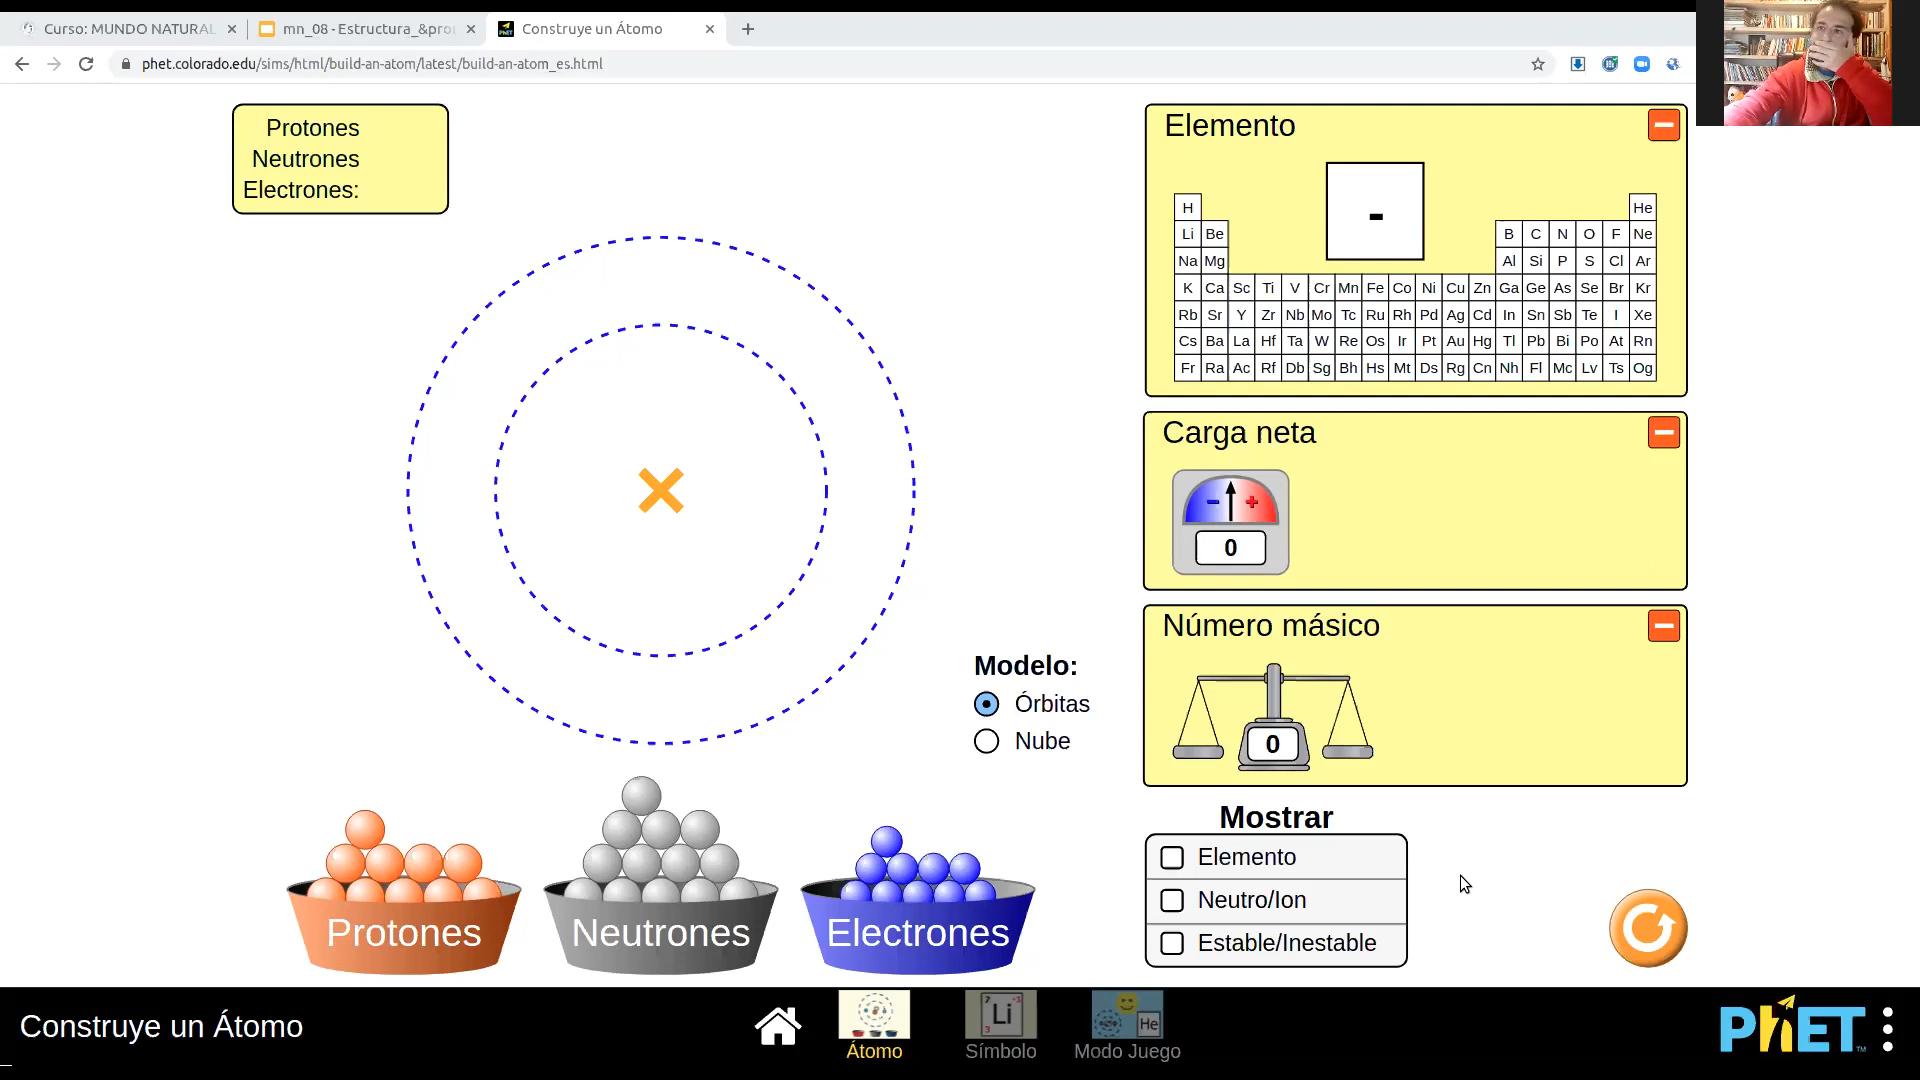 Curso: MUNDO NATURAL
mn_08 - Estructura_&pro
Construye un Átomo
phet.colorado.edu/sims/html/build-an-atom/latest/build-an-atom_es.html
Protones
Neutrones
Electrones:
Elemento
-
H He
Li Be B C N O F Ne
Na Mg Al Si P S Cl Ar
K Ca Sc Ti V Cr Mn Fe Co Ni Cu Zn Ga Ge As Se Br Kr
Rb Sr Y Zr Nb Mo Tc Ru Rh Pd Ag Cd In Sn Sb Te I Xe
Cs Ba La Hf Ta W Re Os Ir Pt Au Hg Tl Pb Bi Po At Rn
Fr Ra Ac Rf Db Sg Bh Hs Mt Ds Rg Cn Nh Fl Mc Lv Ts Og
Carga neta
- +
0
Número másico
0
Modelo:
Órbitas
Nube
Protones
Neutrones
Electrones
Mostrar
Elemento
Neutro/Ion
Estable/Inestable
Construye un Átomo
Átomo
7 +1
Li
3
Símbolo
He
Modo Juego
PhET™